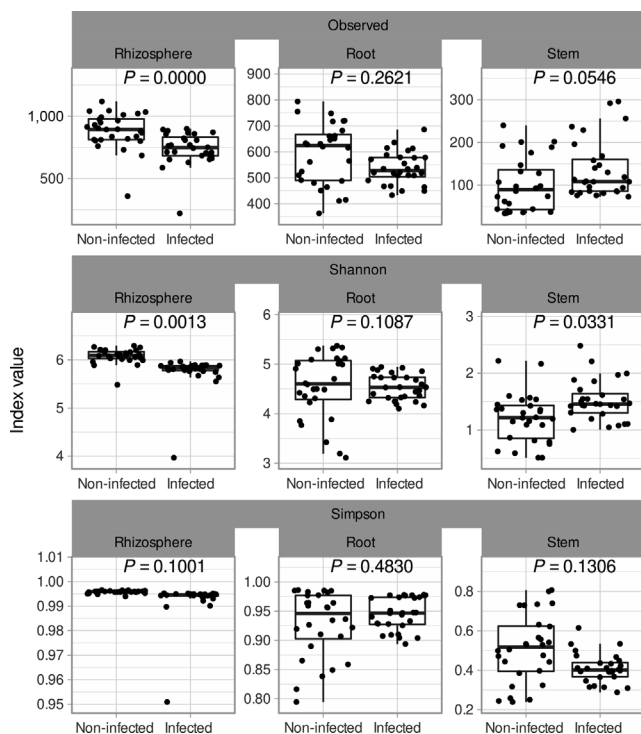 Observed
Rhizosphere Root Stem
P = 0.0000 P = 0.2621 P = 0.0546
1,000
500
900
800
700
600
500
400
300
200
100
Non-infected Infected Non-infected Infected Non-infected Infected
Shannon
Rhizosphere Root Stem
P = 0.0013 P = 0.1087 P = 0.0331
Index value
6
5
4
6
5
4
3
3
2
1
Non-infected Infected Non-infected Infected Non-infected Infected
Simpson
Rhizosphere Root Stem
P = 0.1001 P = 0.4830 P = 0.1306
1.01
1.00
0.99
0.98
0.97
0.96
0.95
1.00
0.95
0.90
0.85
0.80
0.8
0.6
0.4
0.2
Non-infected Infected Non-infected Infected Non-infected Infected